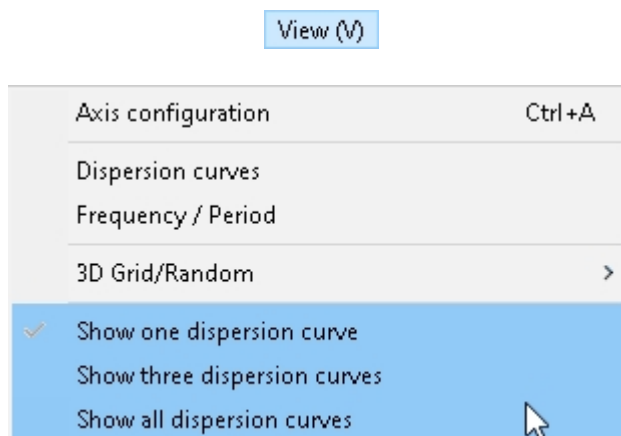 View (V)
Axis configuration Ctrl+A
Dispersion curves
Frequency / Period
3D Grid/Random
Show one dispersion curve
Show three dispersion curves
Show all dispersion curves